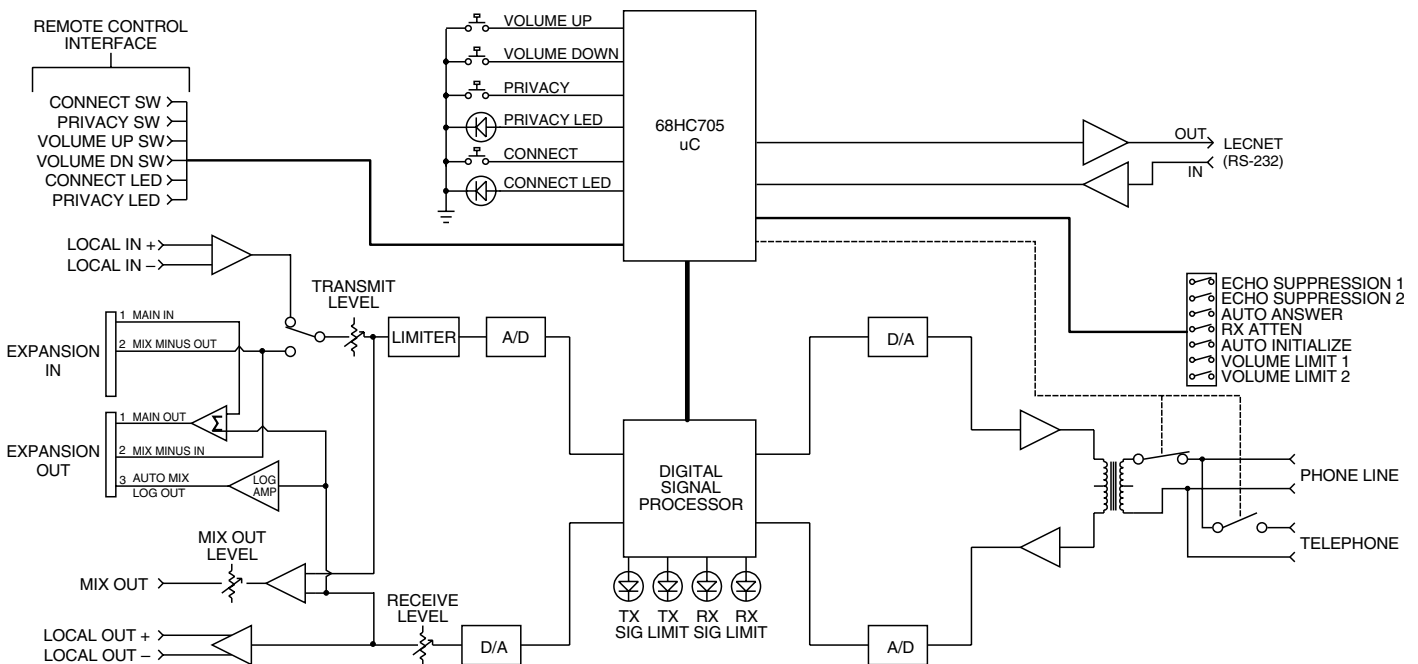 REMOTE CONTROL
INTERFACE
CONNECT SW
PRIVACY SW
VOLUME UP SW
VOLUME DN SW
CONNECT LED
PRIVACY LED
VOLUME UP
VOLUME DOWN
PRIVACY
PRIVACY LED
CONNECT
CONNECT LED
68HC705
uC
OUT
IN
LECNET
(RS-232)
LOCAL IN +
LOCAL IN –
TRANSMIT
LEVEL
EXPANSION
IN
1 MAIN IN
2 MIX MINUS OUT
LIMITER
A/D
D/A
ECHO SUPPRESSION 1
ECHO SUPPRESSION 2
AUTO ANSWER
RX ATTEN
AUTO INITIALIZE
VOLUME LIMIT 1
VOLUME LIMIT 2
EXPANSION
OUT
1 MAIN OUT
Σ
2 MIX MINUS IN
3 AUTO MIX
LOG OUT
LOG
AMP
DIGITAL
SIGNAL
PROCESSOR
PHONE LINE
TELEPHONE
MIX OUT
LEVEL
MIX OUT
RECEIVE
LEVEL
TX
SIG
TX
LIMIT
RX
SIG
RX
LIMIT
LOCAL OUT +
LOCAL OUT –
D/A
A/D